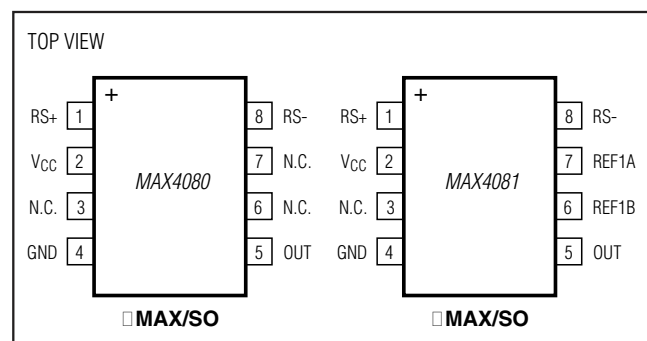 TOP VIEW
+
RS+ 1 8 RS-
VCC 2 7 N.C.
N.C. 3 6 N.C.
GND 4 5 OUT
MAX4080
□MAX/SO
+
RS+ 1 8 RS-
VCC 2 7 REF1A
N.C. 3 6 REF1B
GND 4 5 OUT
MAX4081
□MAX/SO